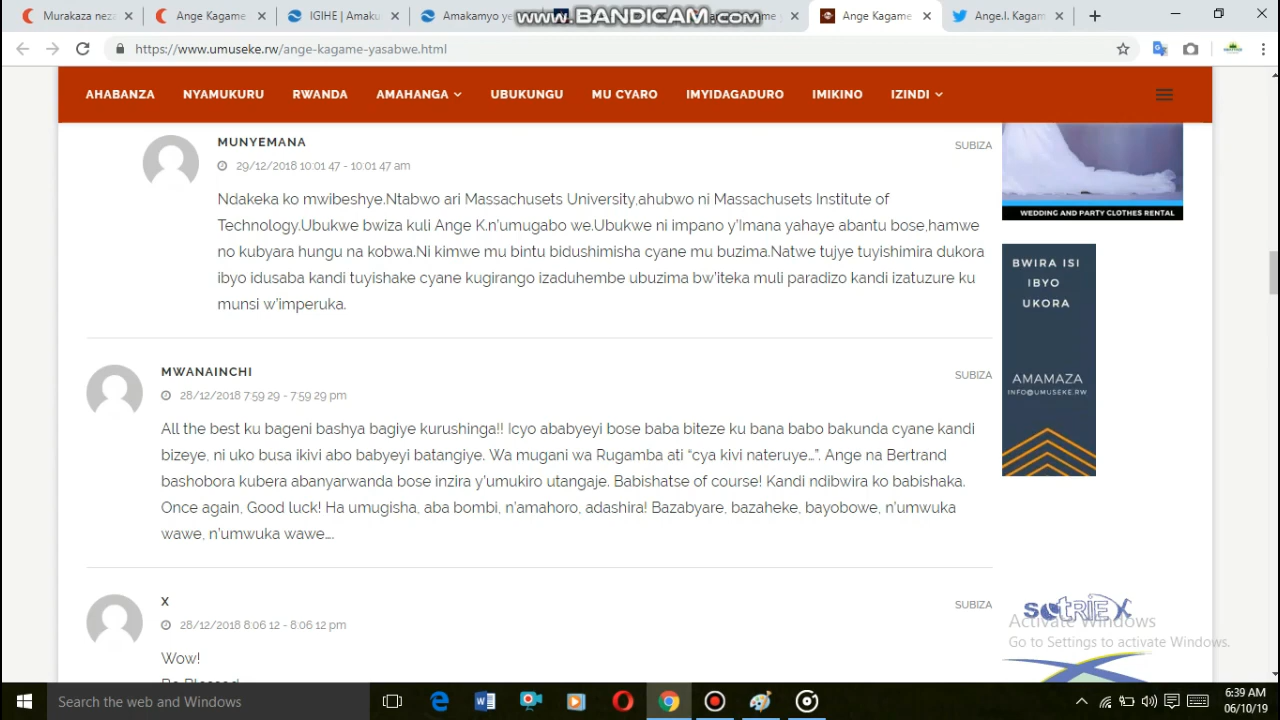 Murakaza neza
Ange Kagame
IGIHE | Amaku
Amakamyo ye
www.BANDICAM.com
Ange Kagame
Ange.I. Kagam
https://www.umuseke.rw/ange-kagame-yasabwe.html
AHABANZA NYAMUKURU RWANDA AMAHANGA UBUKUNGU MU CYARO IMYIDAGADURO IMIKINO IZINDI
MUNYEMANA
SUBIZA
29/12/2018 10:01 47 - 10:01 47 am
Ndakeka ko mwibeshye.Ntabwo ari Massachusets University,ahubwo ni Massachusets Institute of
Technology.Ubukwe bwiza kuli Ange K.n'umugabo we.Ubukwe ni impano y'Imana yahaye abantu bose,hamwe
no kubyara hungu na kobwa.Ni kimwe mu bintu bidushimisha cyane mu buzima.Natwe tujye tuyishimira dukora
ibyo idusaba kandi tuyishake cyane kugirango izaduhembe ubuzima bw'iteka muli paradizo kandi izatuzure ku
munsi w'imperuka.
MWANAINCHI
SUBIZA
28/12/2018 7:59 29 - 7:59 29 pm
All the best ku bageni bashya bagiye kurushinga!! Icyo ababyeyi bose baba biteze ku bana babo bakunda cyane kandi
bizeye, ni uko busa ikivi abo babyeyi batangiye. Wa mugani wa Rugamba ati “cya kivi nateruye…”. Ange na Bertrand
bashobora kubera abanyarwanda bose inzira y'umukiro utangaje. Babishatse of course! Kandi ndibwira ko babishaka.
Once again, Good luck! Ha umugisha, aba bombi, n'amahoro, adashira! Bazabyare, bazaheke, bayobowe, n'umwuka
wawe, n'umwuka wawe….
X
SUBIZA
28/12/2018 8:06 12 - 8:06 12 pm
Wow!
Be Blessed
WEDDING AND PARTY CLOTHES RENTAL
BWIRA ISI
IBYO
UKORA
AMAMAZA
INFO@UMUSEKE.RW
Activate Windows
Go to Settings to activate Windows.
Search the web and Windows
6:39 AM
06/10/19